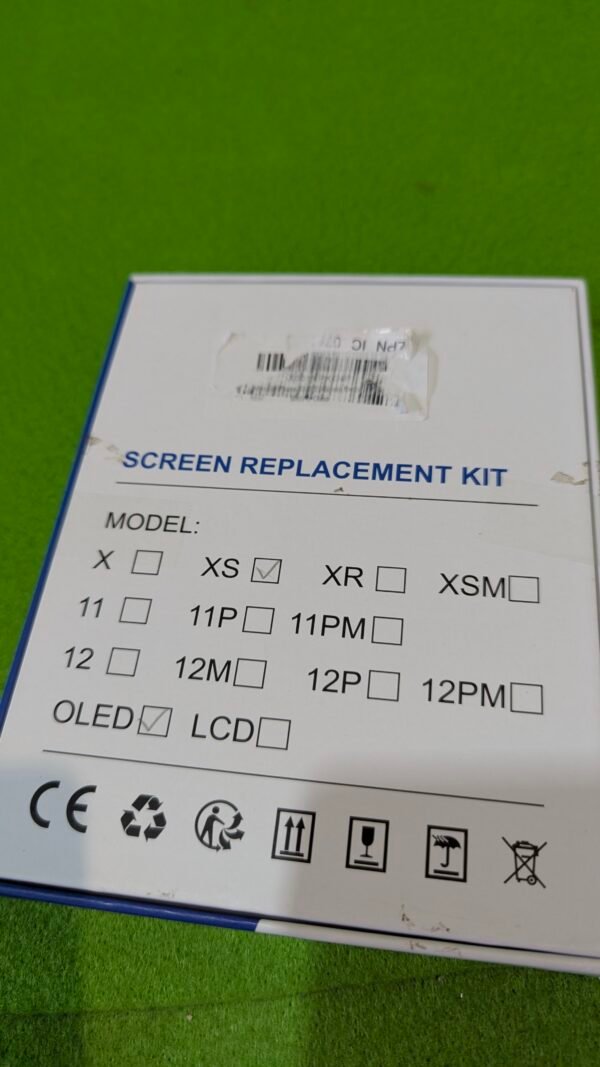 SCREEN REPLACEMENT KIT
MODEL:
X XS XR XSM
11 11P 11PM
12 12M 12P 12PM
OLED LCD
CE